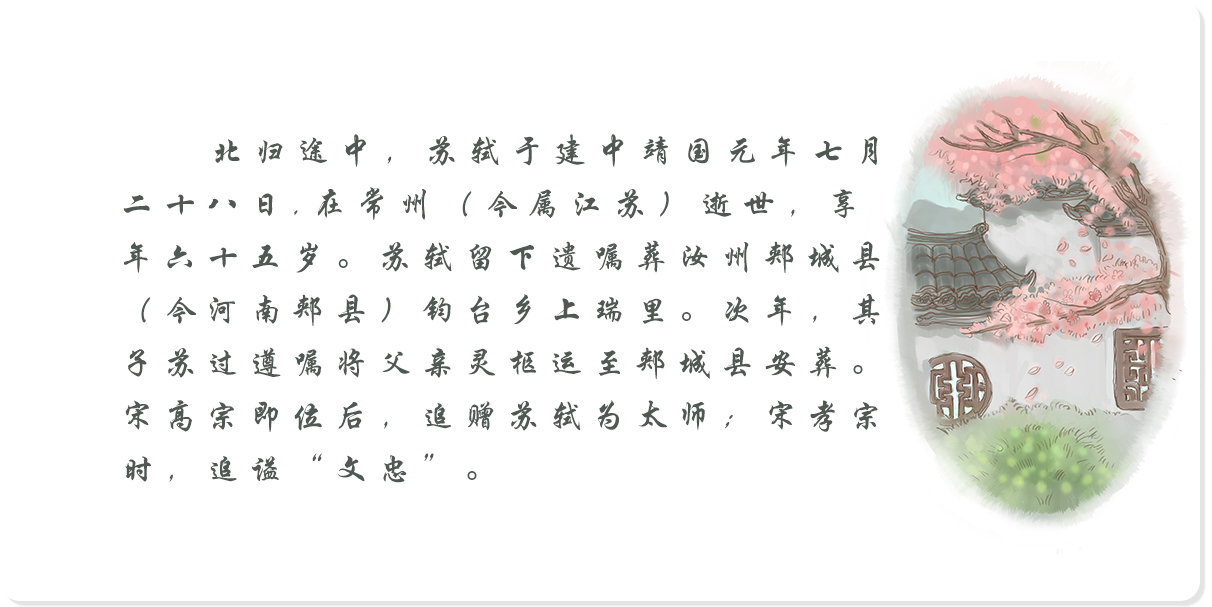 北归途中，苏轼于建中靖国元年七月
二十八日，在常州（今属江苏）逝世，享
年六十五岁。苏轼留下遗嘱葬汝州郏城县
（今河南郏县）钧台乡上瑞里。次年，其
子苏过遵嘱将父亲灵柩运至郏城县安葬。
宋高宗即位后，追赠苏轼为太师；宋孝宗
时，追谥“文忠”。